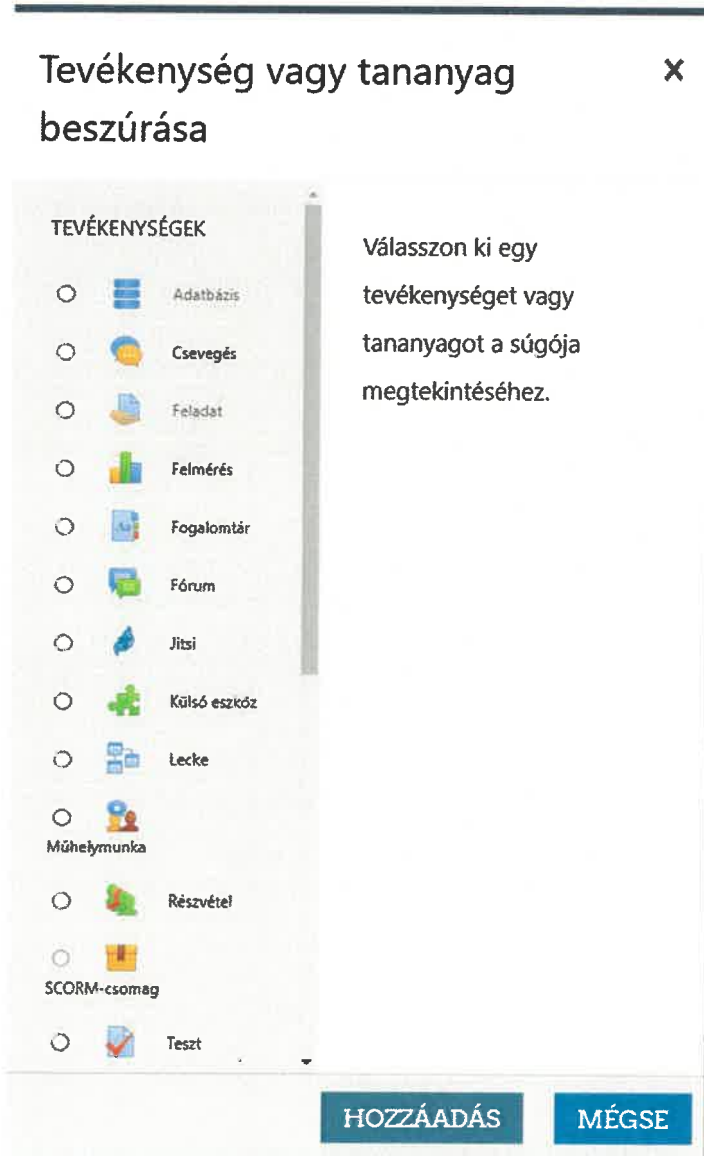 Tevékenység vagy tananyag
beszúrása
×
TEVÉKENYSÉGEK
Adatbázis
Csevegés
Feladat
Felmérés
Fogalomtár
Fórum
Jitsi
Külső eszköz
Lecke
Műhelymunka
Részvétel
SCORM-csomag
Teszt
Válasszon ki egy
tevékenységet vagy
tananyagot a súgója
megtekintéséhez.
HOZZÁADÁS
MÉGSE